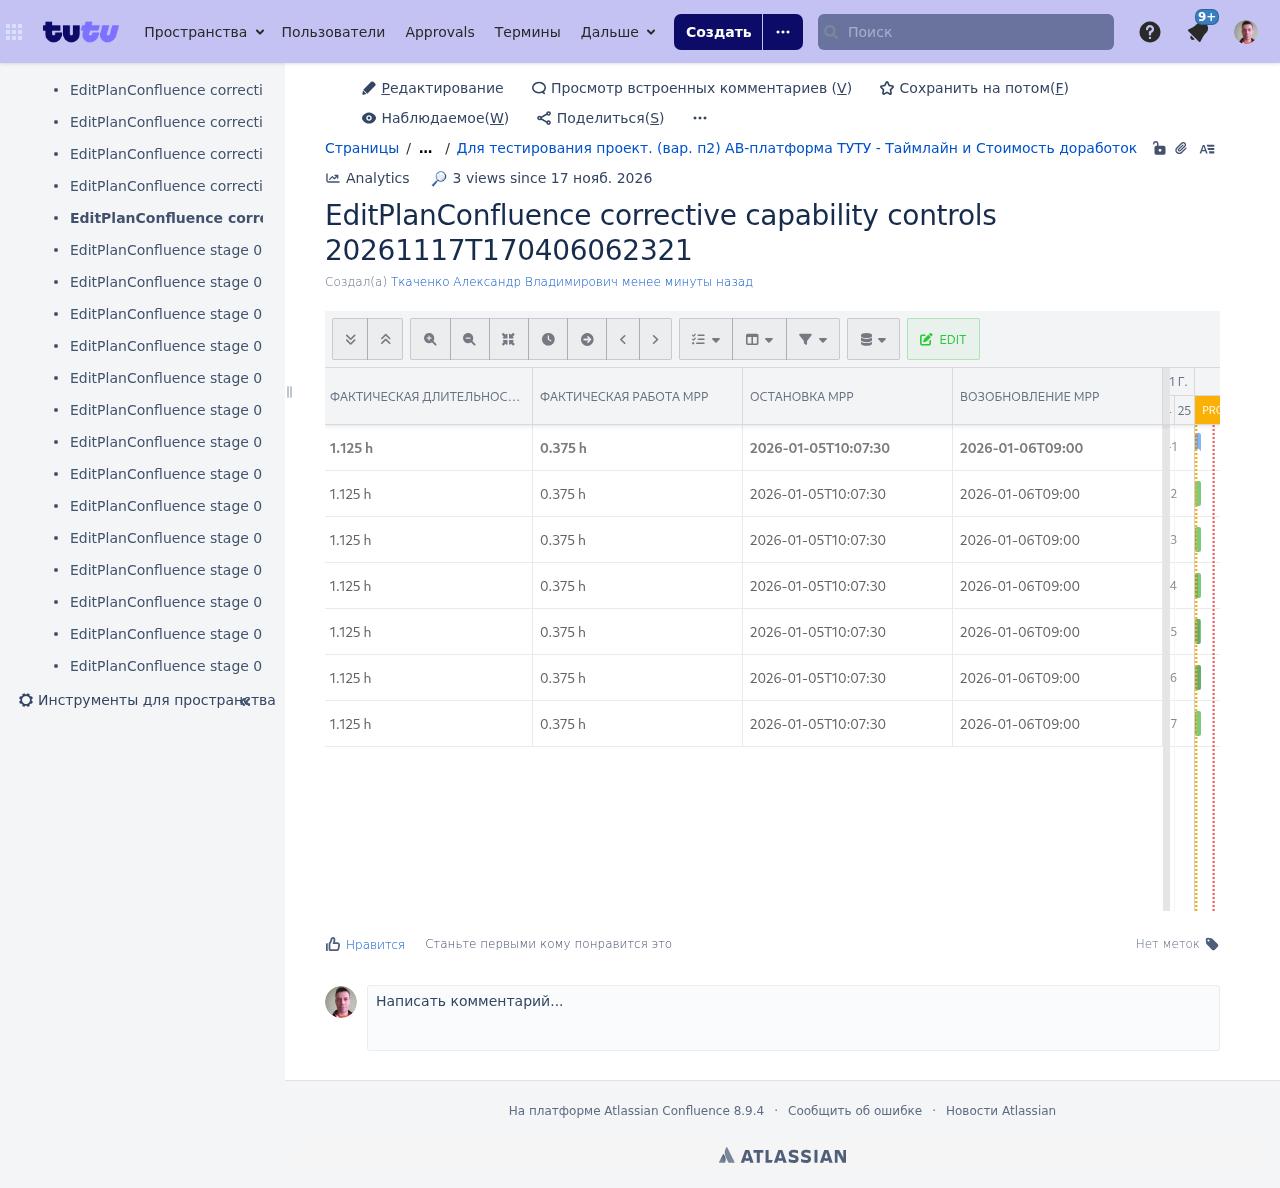 tutu Пространства Пользователи Approvals Термины Дальше Создать Поиск 9+
EditPlanConfluence correcti
EditPlanConfluence correcti
EditPlanConfluence correcti
EditPlanConfluence correcti
EditPlanConfluence corre
EditPlanConfluence stage 0
EditPlanConfluence stage 0
EditPlanConfluence stage 0
EditPlanConfluence stage 0
EditPlanConfluence stage 0
EditPlanConfluence stage 0
EditPlanConfluence stage 0
EditPlanConfluence stage 0
EditPlanConfluence stage 0
EditPlanConfluence stage 0
EditPlanConfluence stage 0
EditPlanConfluence stage 0
EditPlanConfluence stage 0
EditPlanConfluence stage 0
Инструменты для пространства
Редактирование Просмотр встроенных комментариев (V) Сохранить на потом(F)
Наблюдаемое(W) Поделиться(S) ...
Страницы / ... / Для тестирования проект. (вар. п2) АВ-платформа ТУТУ - Таймлайн и Стоимость доработок
Analytics 3 views since 17 нояб. 2026
EditPlanConfluence corrective capability controls
20261117T170406062321
Создал(а) Ткаченко Александр Владимирович менее минуты назад
EDIT
ФАКТИЧЕСКАЯ ДЛИТЕЛЬНОС... ФАКТИЧЕСКАЯ РАБОТА МРР ОСТАНОВКА МРР ВОЗОБНОВЛЕНИЕ МРР 1 Г.
25 PRO
1.125 h 0.375 h 2026-01-05T10:07:30 2026-01-06T09:00 -1
1.125 h 0.375 h 2026-01-05T10:07:30 2026-01-06T09:00 2
1.125 h 0.375 h 2026-01-05T10:07:30 2026-01-06T09:00 3
1.125 h 0.375 h 2026-01-05T10:07:30 2026-01-06T09:00 4
1.125 h 0.375 h 2026-01-05T10:07:30 2026-01-06T09:00 5
1.125 h 0.375 h 2026-01-05T10:07:30 2026-01-06T09:00 6
1.125 h 0.375 h 2026-01-05T10:07:30 2026-01-06T09:00 7
Нравится Станьте первыми кому понравится это Нет меток
Написать комментарий...
На платформе Atlassian Confluence 8.9.4 · Сообщить об ошибке · Новости Atlassian
ATLASSIAN